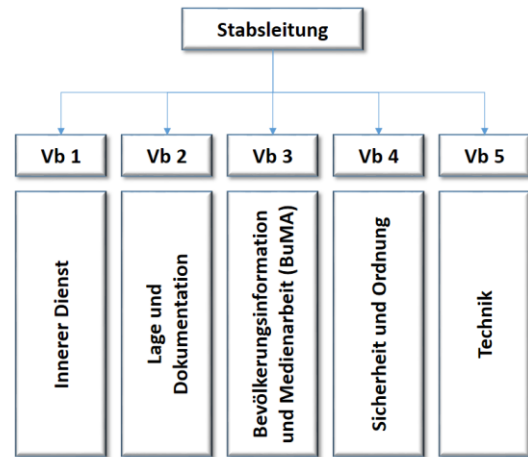 Stabsleitung
Vb 1
Vb 2
Vb 3
Vb 4
Vb 5
Innerer Dienst
Lage und
Dokumentation
Bevölkerungsinformation
und Medienarbeit (BuMA)
Sicherheit und Ordnung
Technik